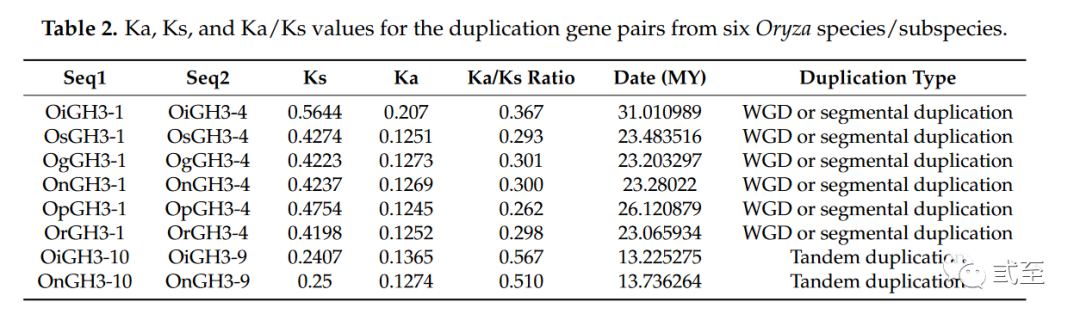 Table 2. Ka, Ks, and Ka/Ks values for the duplication gene pairs from six Oryza species/subspecies.
Seq1 Seq2 Ks Ka Ka/Ks Ratio Date (MY) Duplication Type
OiGH3-1 OiGH3-4 0.5644 0.207 0.367 31.010989 WGD or segmental duplication
OsGH3-1 OsGH3-4 0.4274 0.1251 0.293 23.483516 WGD or segmental duplication
OgGH3-1 OgGH3-4 0.4223 0.1273 0.301 23.203297 WGD or segmental duplication
OnGH3-1 OnGH3-4 0.4237 0.1269 0.300 23.28022 WGD or segmental duplication
OpGH3-1 OpGH3-4 0.4754 0.1245 0.262 26.120879 WGD or segmental duplication
OrGH3-1 OrGH3-4 0.4198 0.1252 0.298 23.065934 WGD or segmental duplication
OiGH3-10 OiGH3-9 0.2407 0.1365 0.567 13.225275 Tandem duplication
OnGH3-10 OnGH3-9 0.25 0.1274 0.510 13.736264 Tandem duplication
弎至